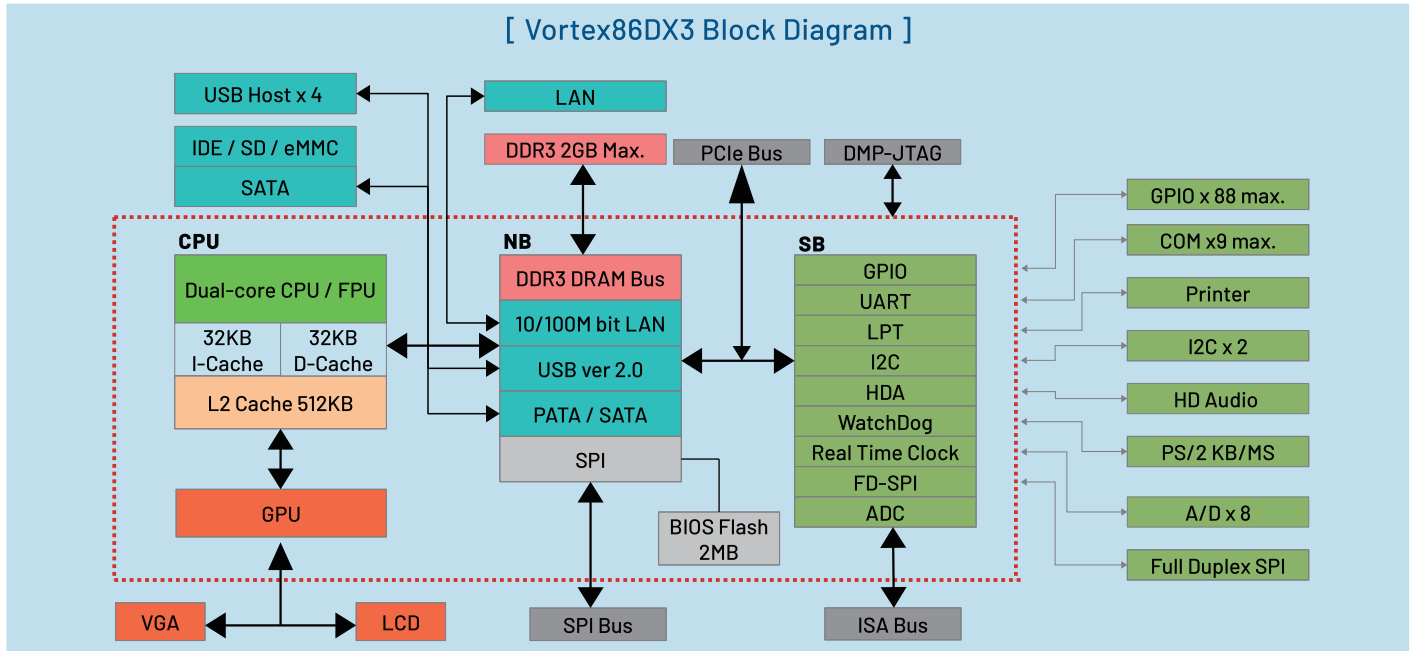 [ Vortex86DX3 Block Diagram ]
USB Host x 4
LAN
IDE / SD / eMMC
SATA
DDR3 2GB Max.
PCIe Bus
DMP-JTAG
CPU
Dual-core CPU / FPU
32KB
I-Cache
32KB
D-Cache
L2 Cache 512KB
GPU
VGA
LCD
NB
DDR3 DRAM Bus
10/100M bit LAN
USB ver 2.0
PATA / SATA
SPI
BIOS Flash
2MB
SPI Bus
SB
GPIO
UART
LPT
I2C
HDA
WatchDog
Real Time Clock
FD-SPI
ADC
ISA Bus
GPIO x 88 max.
COM x9 max.
Printer
I2C x 2
HD Audio
PS/2 KB/MS
A/D x 8
Full Duplex SPI